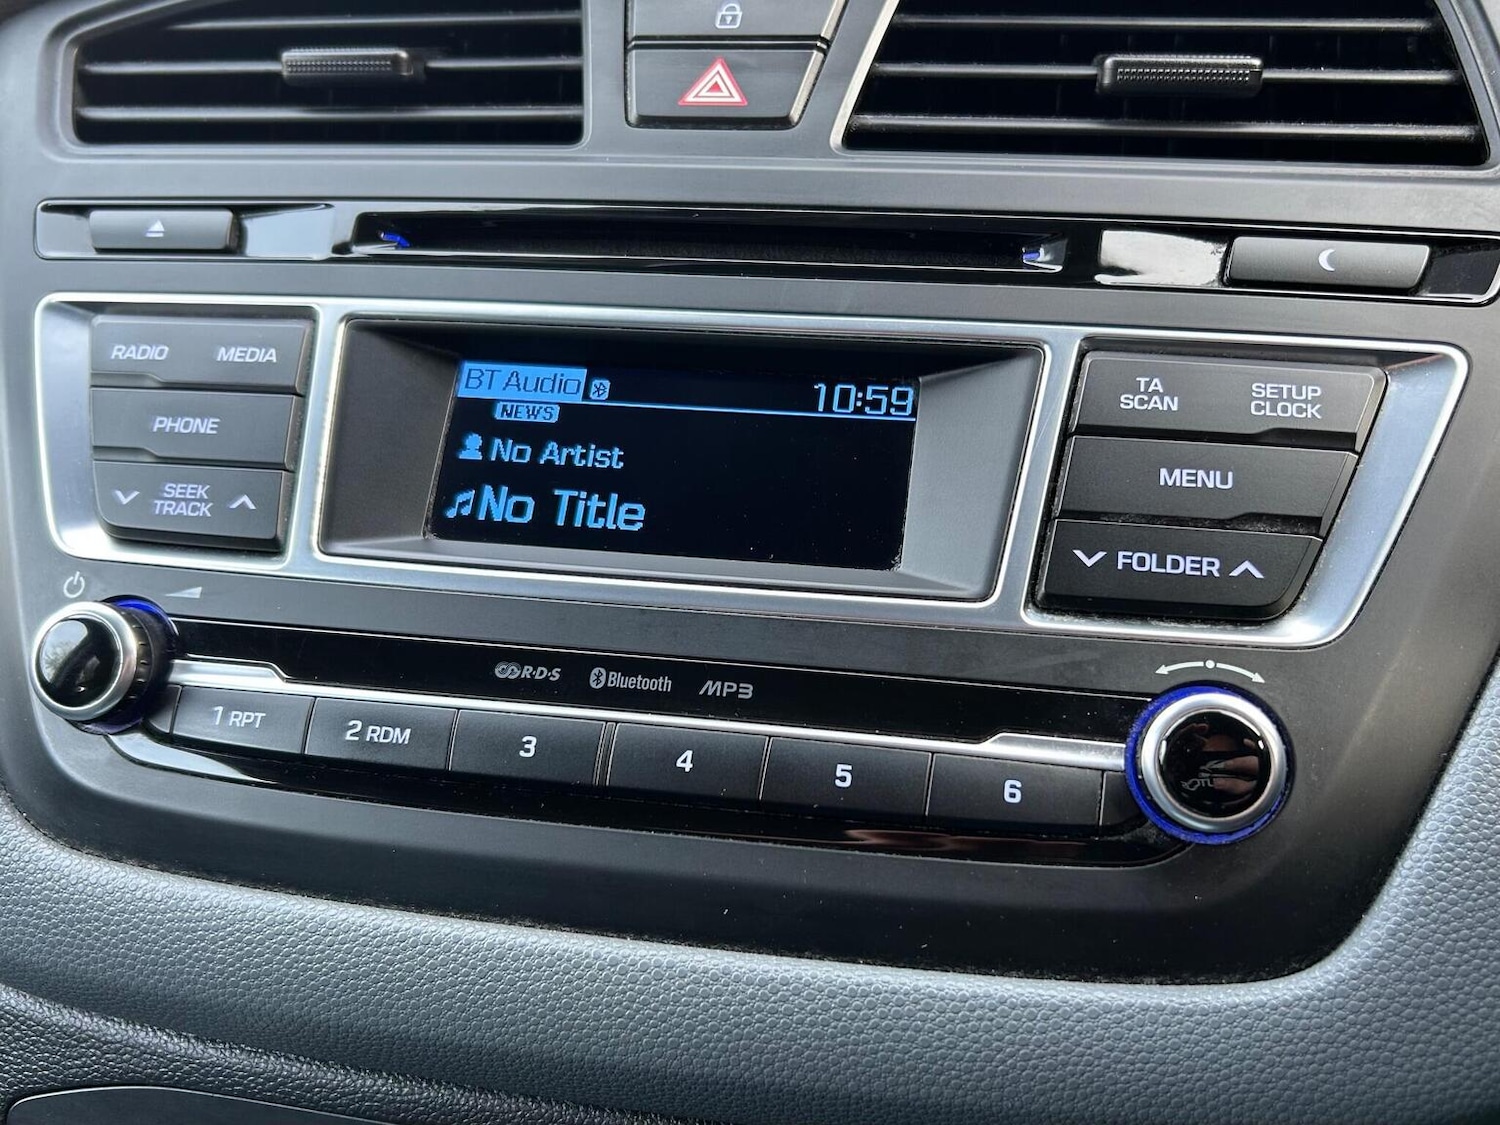 RADIO MEDIA
PHONE
SEEK
TRACK
BT Audio 10:59
NEWS
No Artist
No Title
TA
SCAN
SETUP
CLOCK
MENU
FOLDER
R·D·S Bluetooth MP3
1 RPT 2 RDM 3 4 5 6